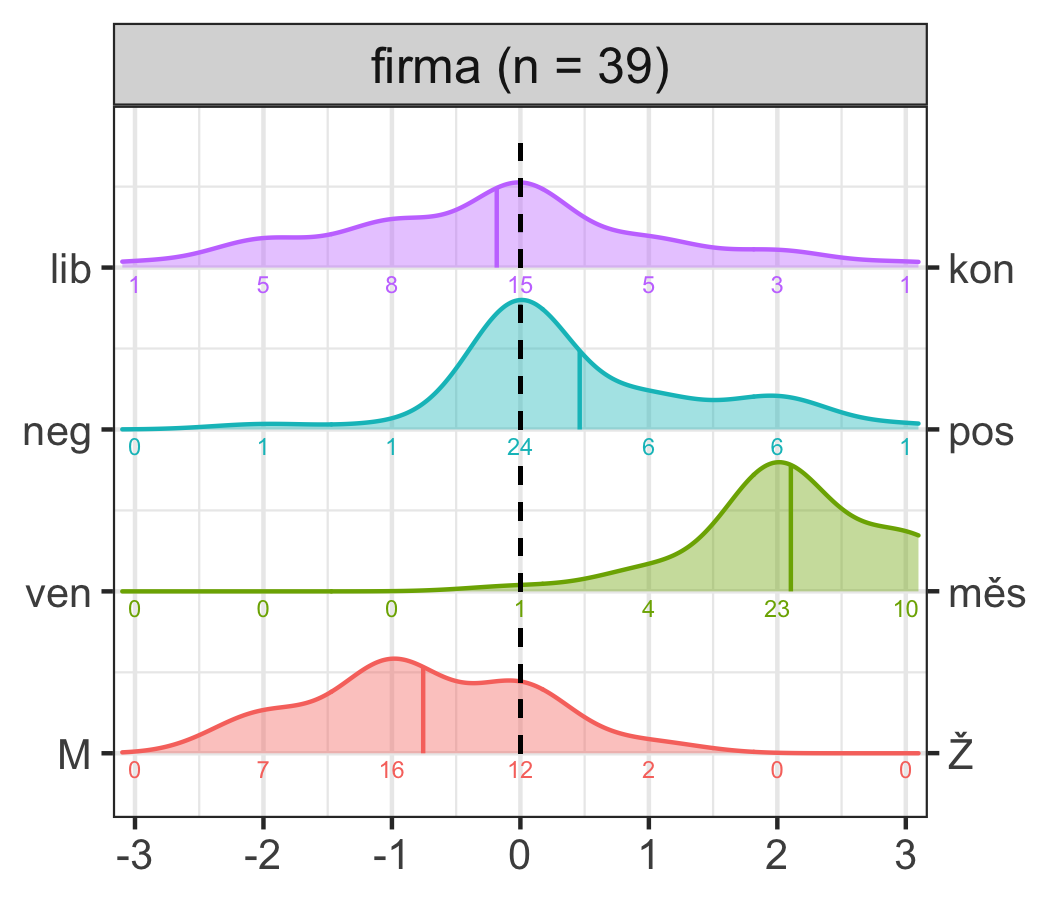 firma (n = 39)
lib kon
1 5 8 15 5 3 1
neg pos
0 1 1 24 6 6 1
ven měs
0 0 0 1 4 23 10
M Ž
0 7 16 12 2 0 0
-3 -2 -1 0 1 2 3